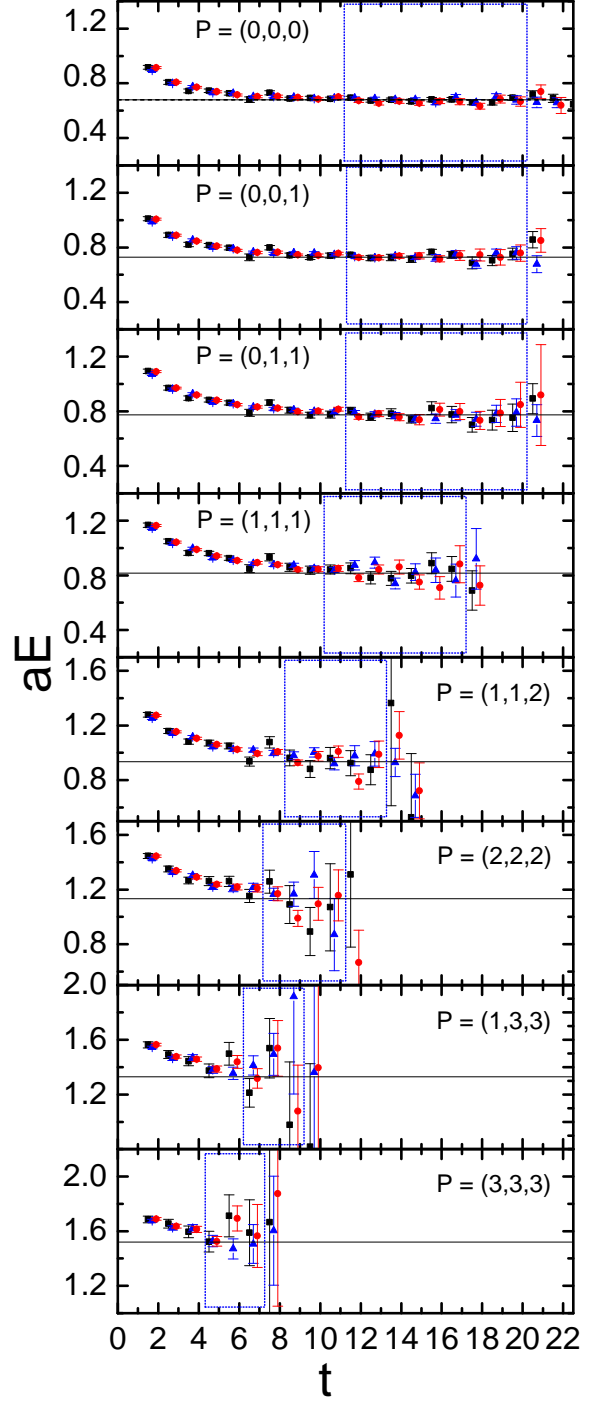 1.2
P = (0,0,0)
0.8
0.4
1.2
P = (0,0,1)
0.8
0.4
1.2
P = (0,1,1)
0.8
0.4
1.2
P = (1,1,1)
0.8
0.4
aE
1.6
P = (1,1,2)
1.2
0.9
1.6
P = (2,2,2)
1.2
0.8
2.0
2.0
P = (1,3,3)
1.6
1.2
2.0
P = (3,3,3)
1.6
1.2
0 2 4 6 8 10 12 14 16 18 20 22
t